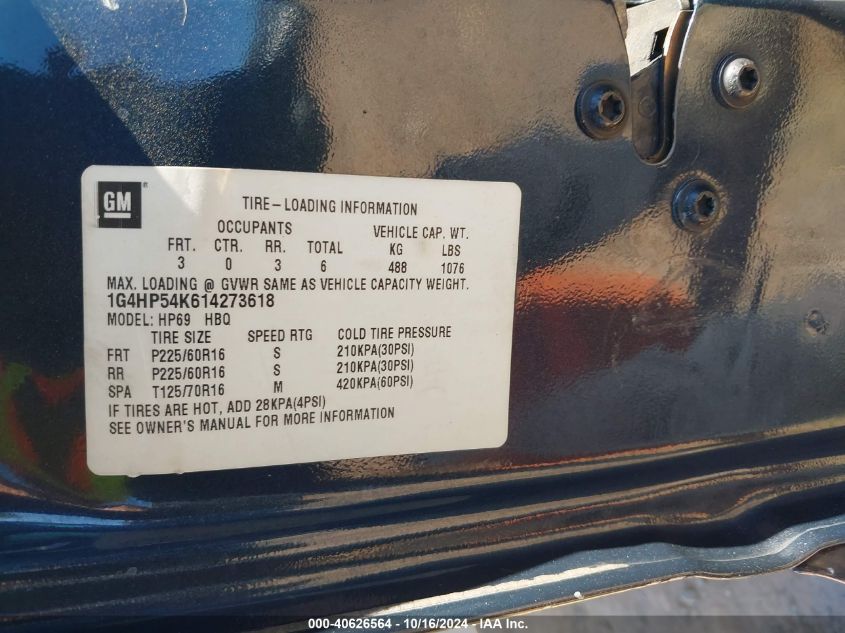 GM ®
TIRE-LOADING INFORMATION
OCCUPANTS VEHICLE CAP. WT.
FRT. CTR. RR. TOTAL KG LBS
3 0 3 6 488 1076
MAX. LOADING @ GVWR SAME AS VEHICLE CAPACITY WEIGHT.
1G4HP54K614273618
MODEL: HP69 HBQ
TIRE SIZE SPEED RTG COLD TIRE PRESSURE
FRT P225/60R16 S 210KPA(30PSI)
RR P225/60R16 S 210KPA(30PSI)
SPA T125/70R16 M 420KPA(60PSI)
IF TIRES ARE HOT, ADD 28KPA(4PSI)
SEE OWNER'S MANUAL FOR MORE INFORMATION
000-40626564 - 10/16/2024 - IAA Inc.